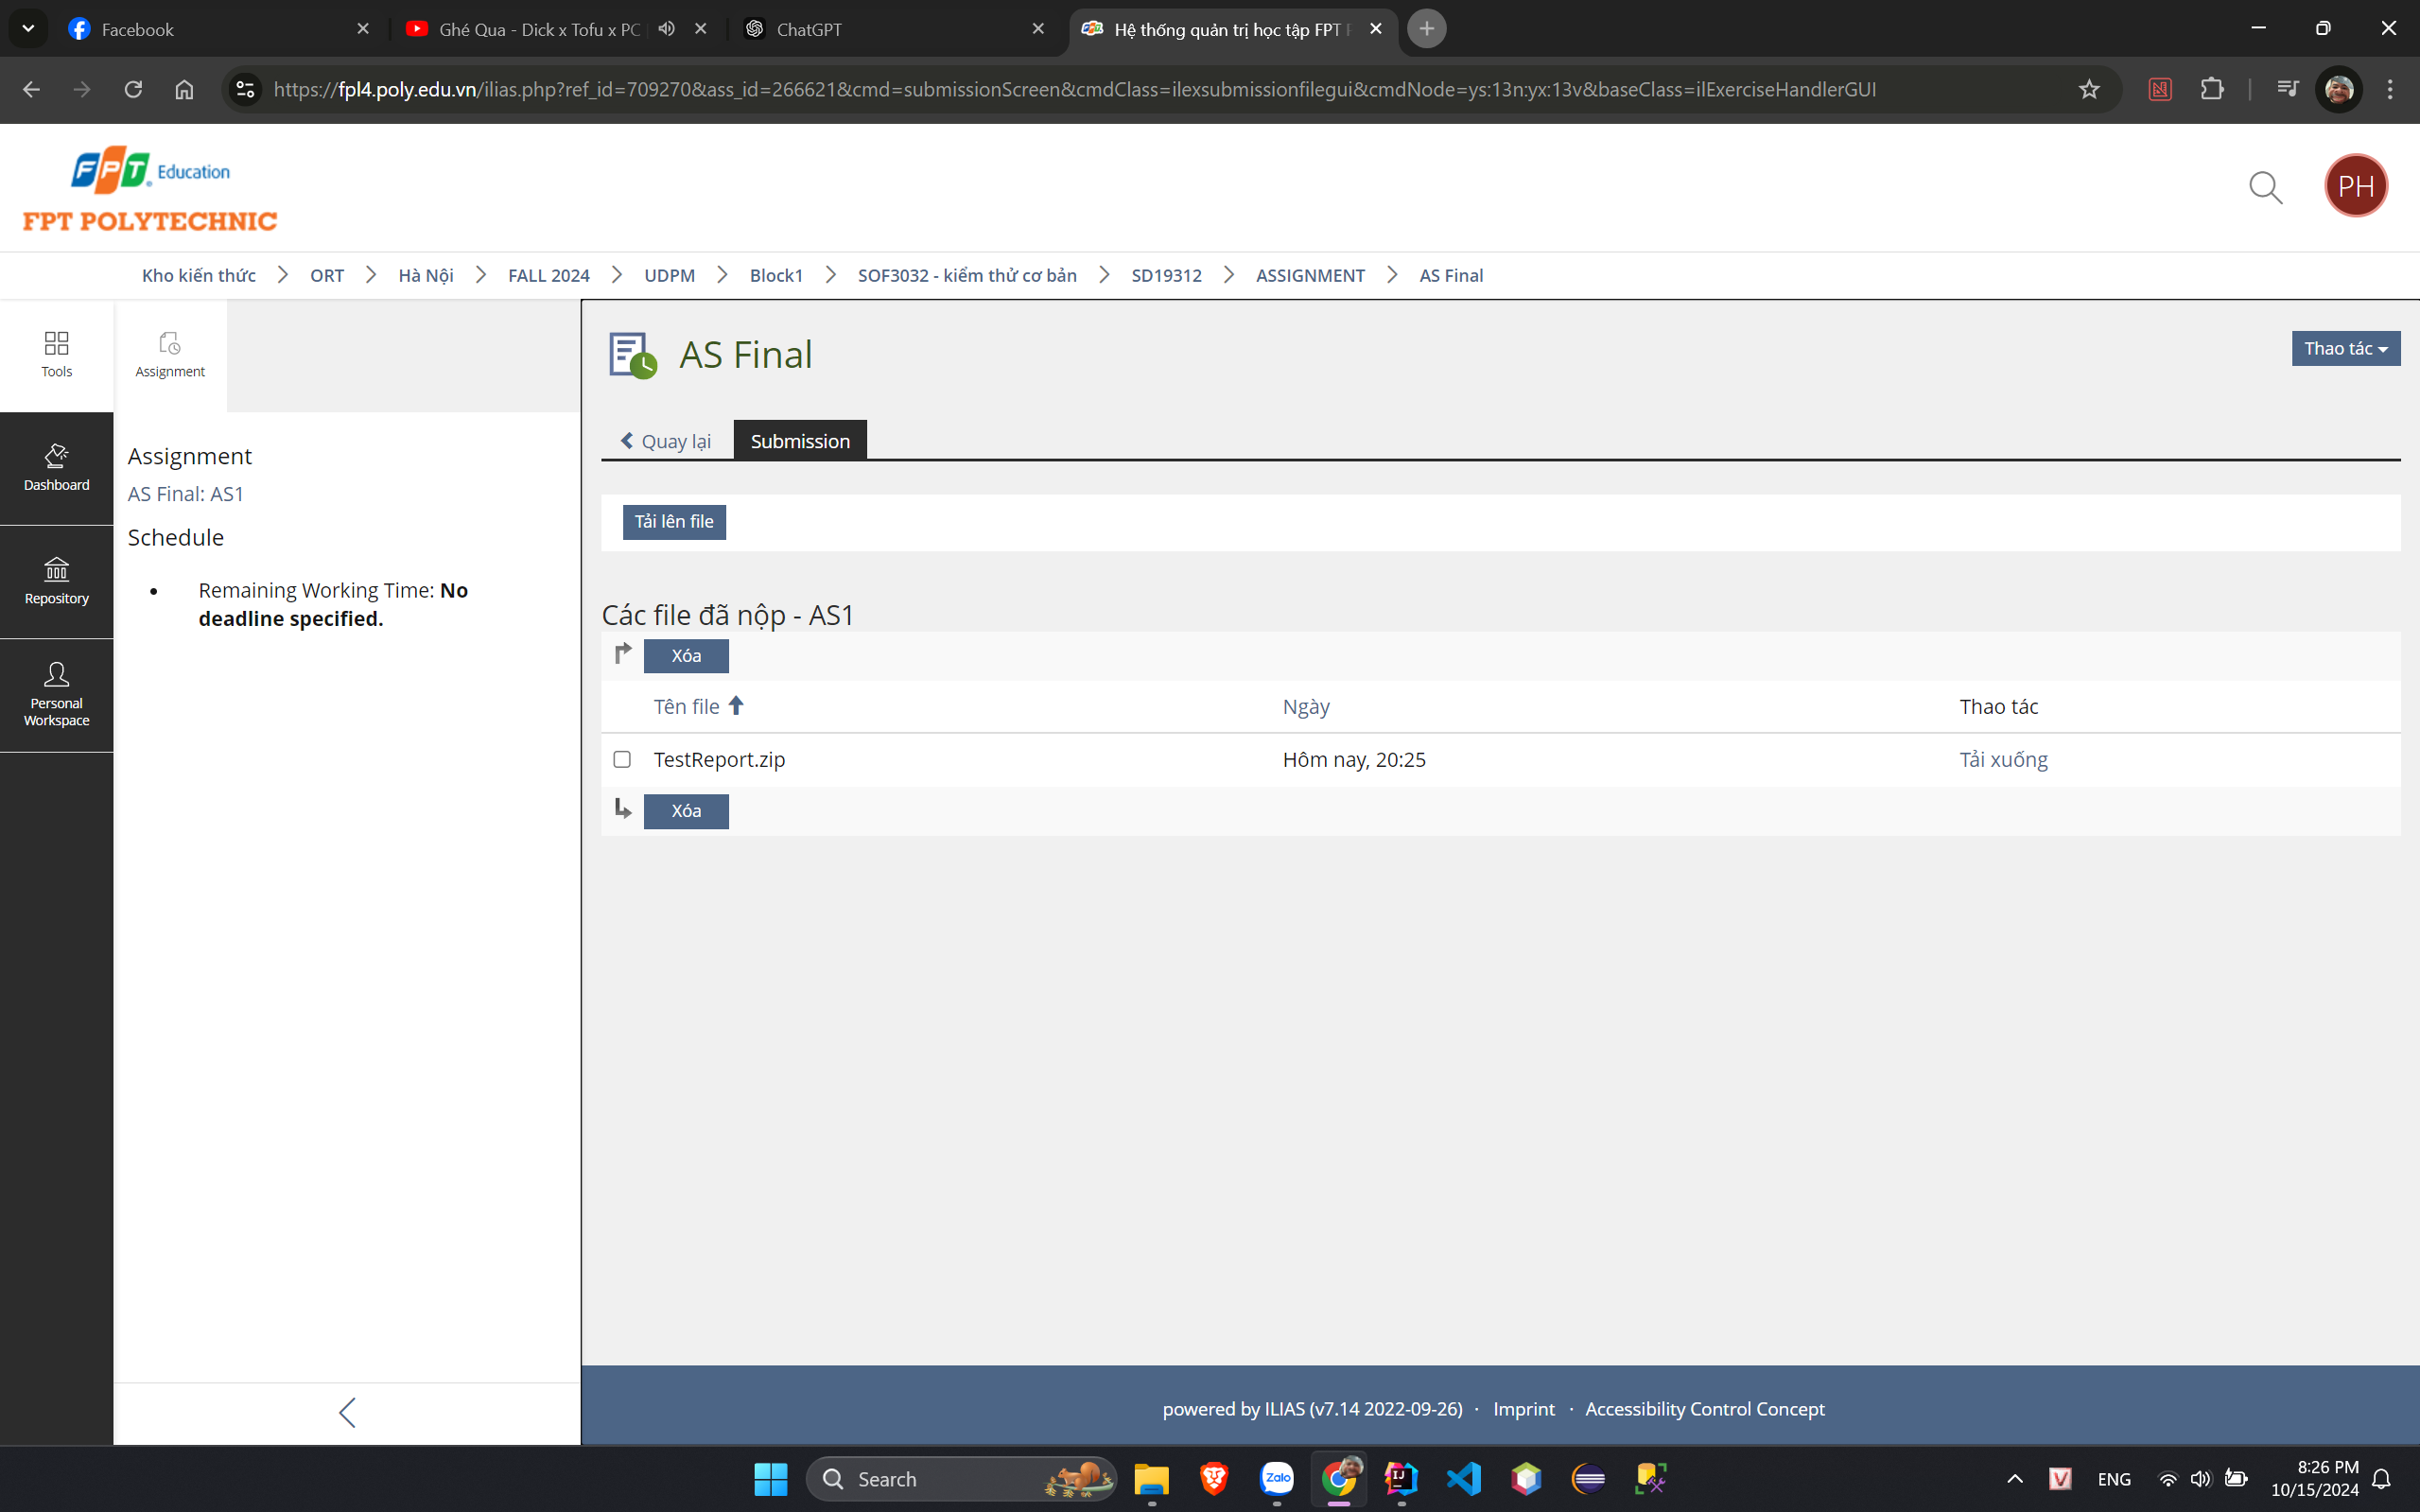 Facebook
Ghé Qua - Dick x Tofu x PC
ChatGPT
Hệ thống quản trị học tập FPT
https://fpl4.poly.edu.vn/ilias.php?ref_id=709270&ass_id=266621&cmd=submissionScreen&cmdClass=ilexsubmissionfilegui&cmdNode=ys:13n:yx:13v&baseClass=ilExerciseHandlerGUI
FPT Education
FPT POLYTECHNIC
PH
Kho kiến thức > ORT > Hà Nội > FALL 2024 > UDPM > Block1 > SOF3032 - kiểm thử cơ bản > SD19312 > ASSIGNMENT > AS Final
Tools
Assignment
Dashboard
Repository
Personal
Workspace
Assignment
AS Final: AS1
Schedule
• Remaining Working Time: No
deadline specified.
AS Final
Thao tác
Quay lại
Submission
Tải lên file
Các file đã nộp - AS1
Xóa
Tên file Ngày Thao tác
TestReport.zip Hôm nay, 20:25 Tải xuống
Xóa
powered by ILIAS (v7.14 2022-09-26) · Imprint · Accessibility Control Concept
Search
Zalo
IJ
V
ENG
8:26 PM
10/15/2024